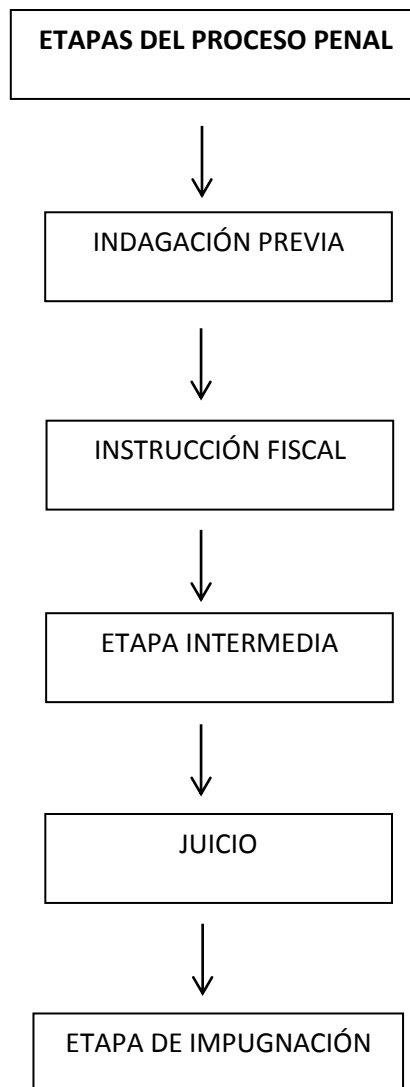 ETAPAS DEL PROCESO PENAL
INDAGACIÓN PREVIA
INSTRUCCIÓN FISCAL
ETAPA INTERMEDIA
JUICIO
ETAPA DE IMPUGNACIÓN